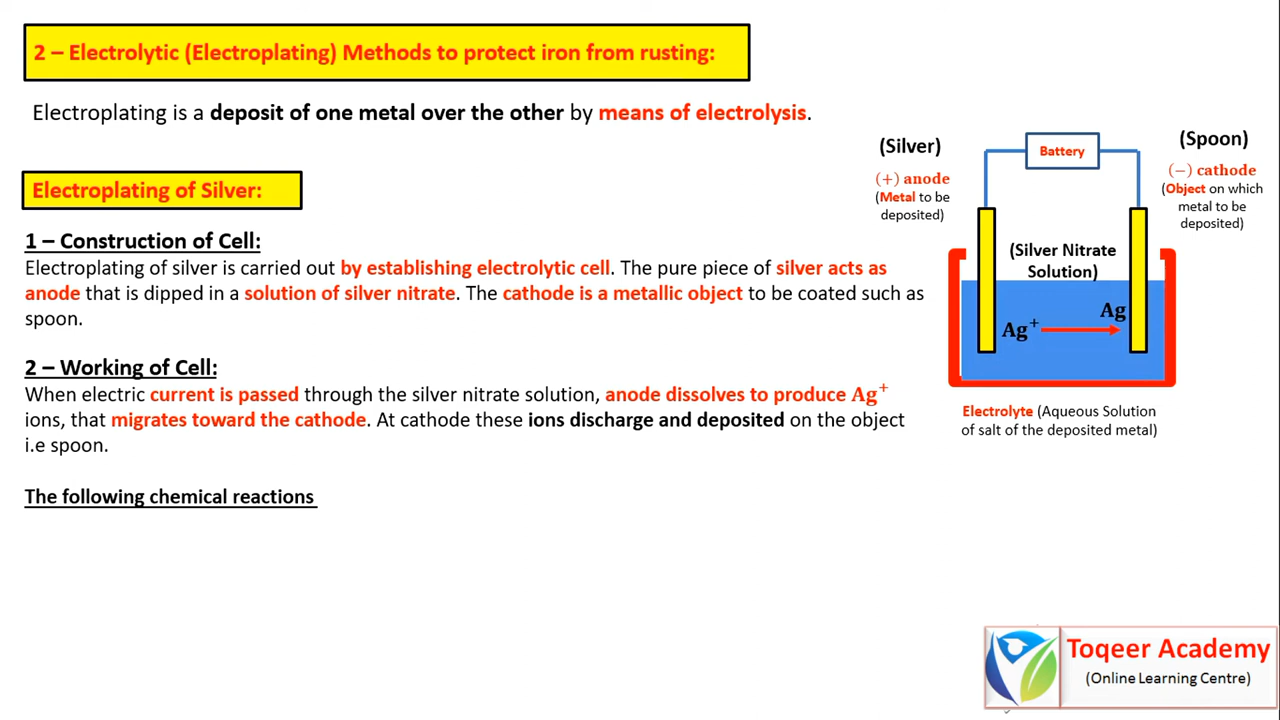 2 – Electrolytic (Electroplating) Methods to protect iron from rusting:
Electroplating is a deposit of one metal over the other by means of electrolysis.
Electroplating of Silver:
1 – Construction of Cell:
Electroplating of silver is carried out by establishing electrolytic cell. The pure piece of silver acts as
anode that is dipped in a solution of silver nitrate. The cathode is a metallic object to be coated such as
spoon.
2 – Working of Cell:
When electric current is passed through the silver nitrate solution, anode dissolves to produce Ag⁺
ions, that migrates toward the cathode. At cathode these ions discharge and deposited on the object
i.e spoon.
The following chemical reactions
(Silver)
(+) anode
(Metal to be
deposited)
Battery
(Spoon)
(−) cathode
(Object on which
metal to be
deposited)
(Silver Nitrate
Solution)
Ag⁺
Ag
Electrolyte (Aqueous Solution
of salt of the deposited metal)
Toqeer Academy
(Online Learning Centre)